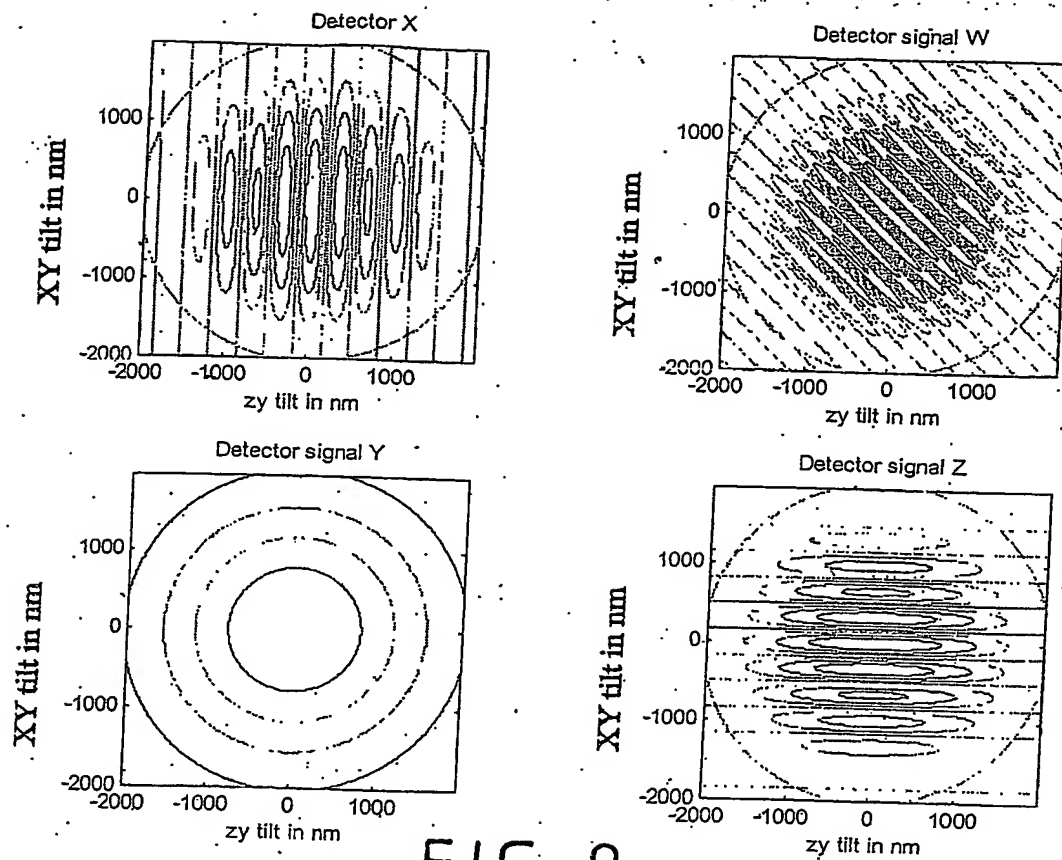 Detector X
XY tilt in nm
1000
0
-1000
-2000
-2000 -1000 0 1000
zy tilt in nm
Detector signal W
XY tilt in nm
1000
0
-1000
-2000
-2000 -1000 0 1000
zy tilt in nm
Detector signal Y
XY tilt in nm
1000
0
-1000
-2000
-2000 -1000 0 1000
zy tilt in nm
Detector signal Z
XY tilt in nm
1000
0
-1000
-2000
-2000 -1000 0 1000
zy tilt in nm